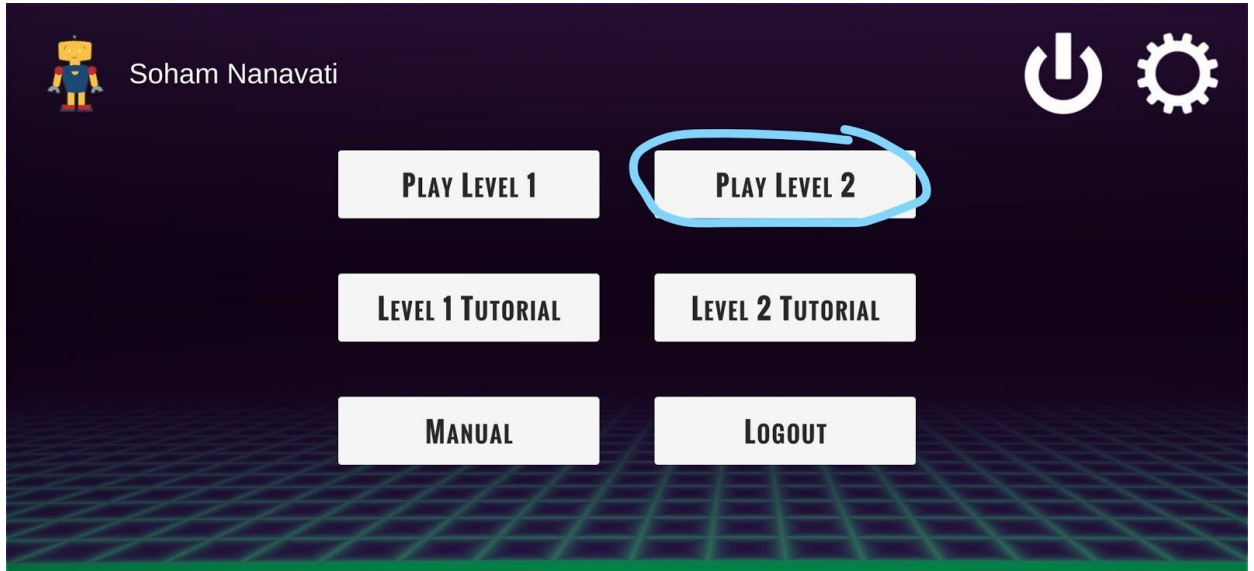 Soham Nanavati
PLAY LEVEL 1
PLAY LEVEL 2
LEVEL 1 TUTORIAL
LEVEL 2 TUTORIAL
MANUAL
LOGOUT